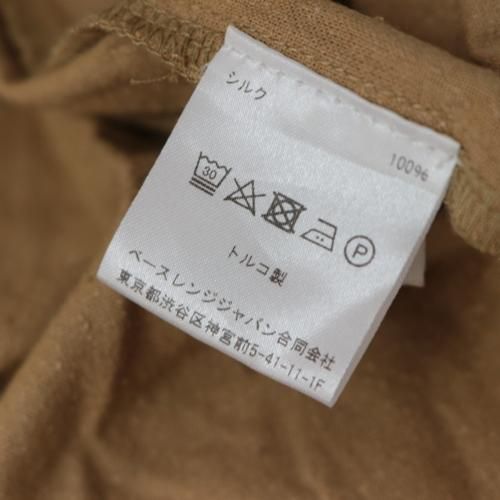 シルク
100%
30
P
トルコ製
ベースレンジジャパン合同会社
東京都渋谷区神宮前5-41-11-1F